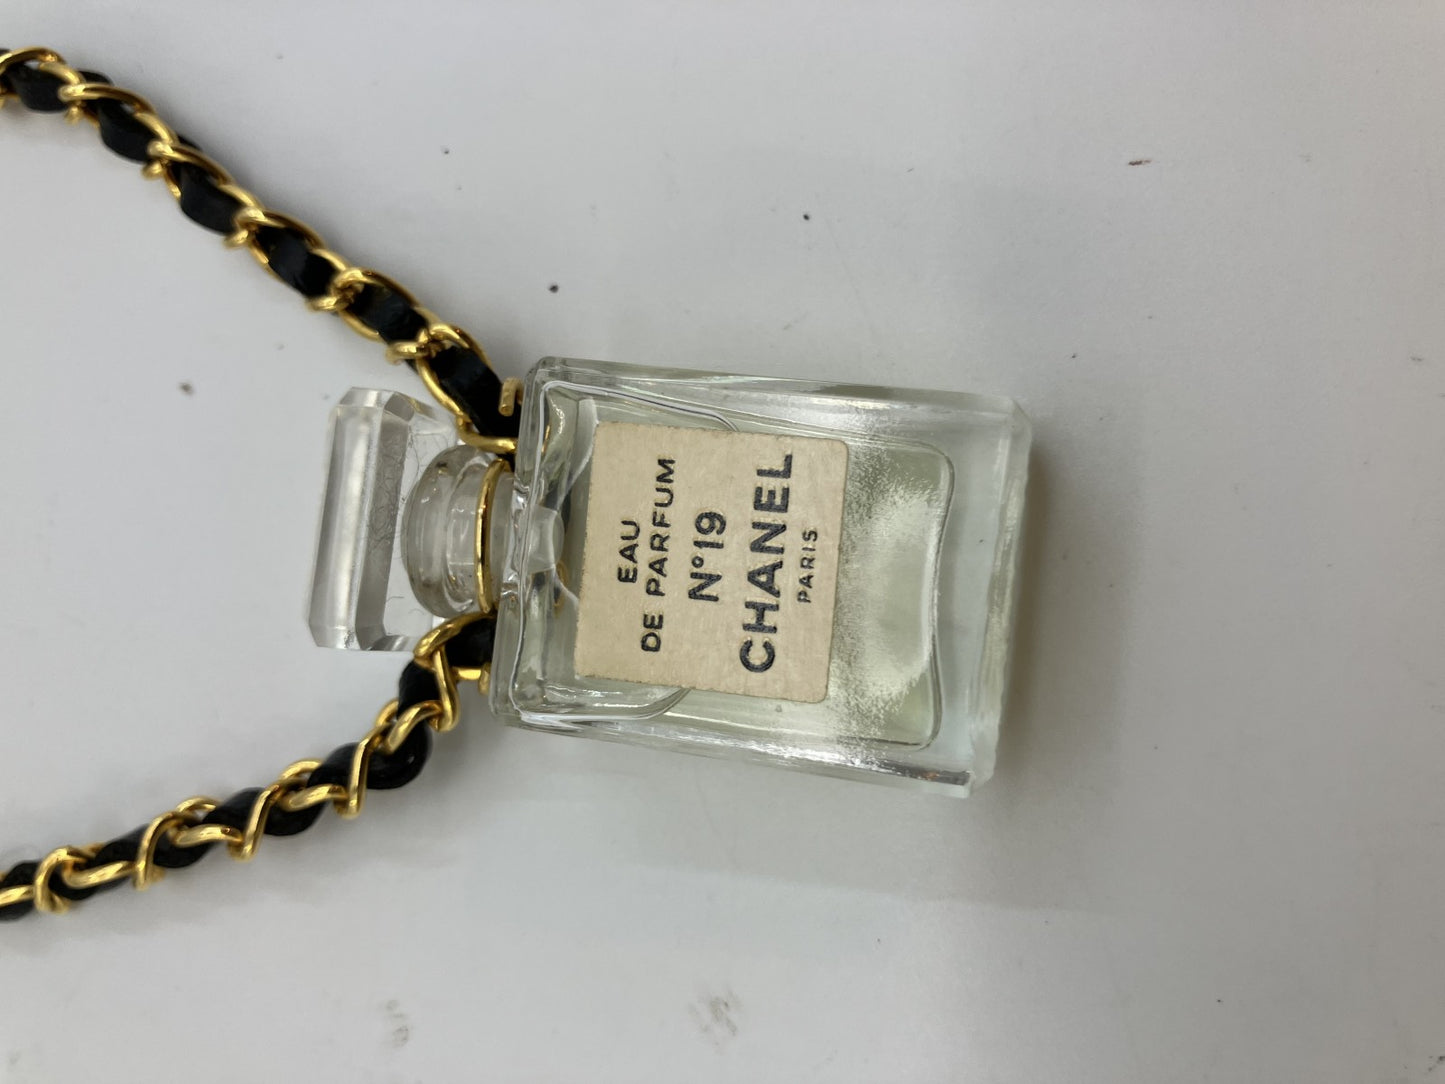 EAU
DE PARFUM
N°19
CHANEL
PARIS